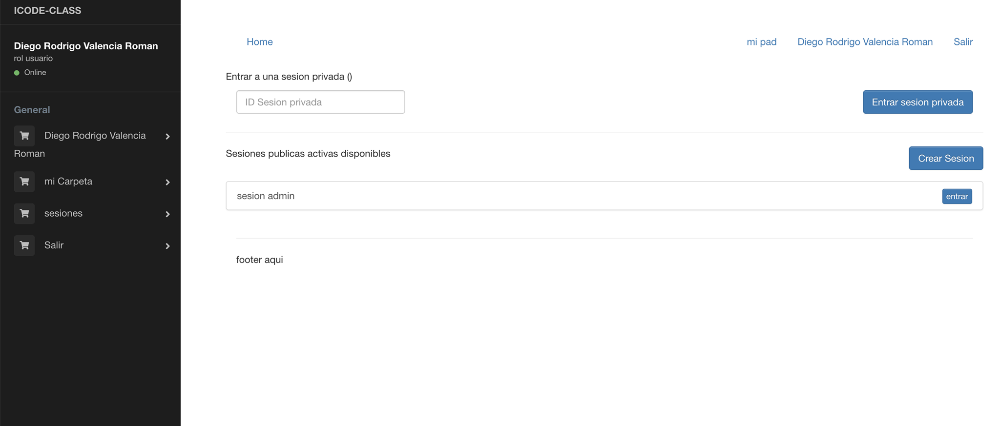 ICODE-CLASS
Diego Rodrigo Valencia Roman
rol usuario
Online
General
Diego Rodrigo Valencia
Roman
mi Carpeta
sesiones
Salir
Home
mi pad
Diego Rodrigo Valencia Roman
Salir
Entrar a una sesion privada ()
ID Sesion privada
Entrar sesion privada
Sesiones publicas activas disponibles
Crear Sesion
sesion admin
entrar
footer aqui